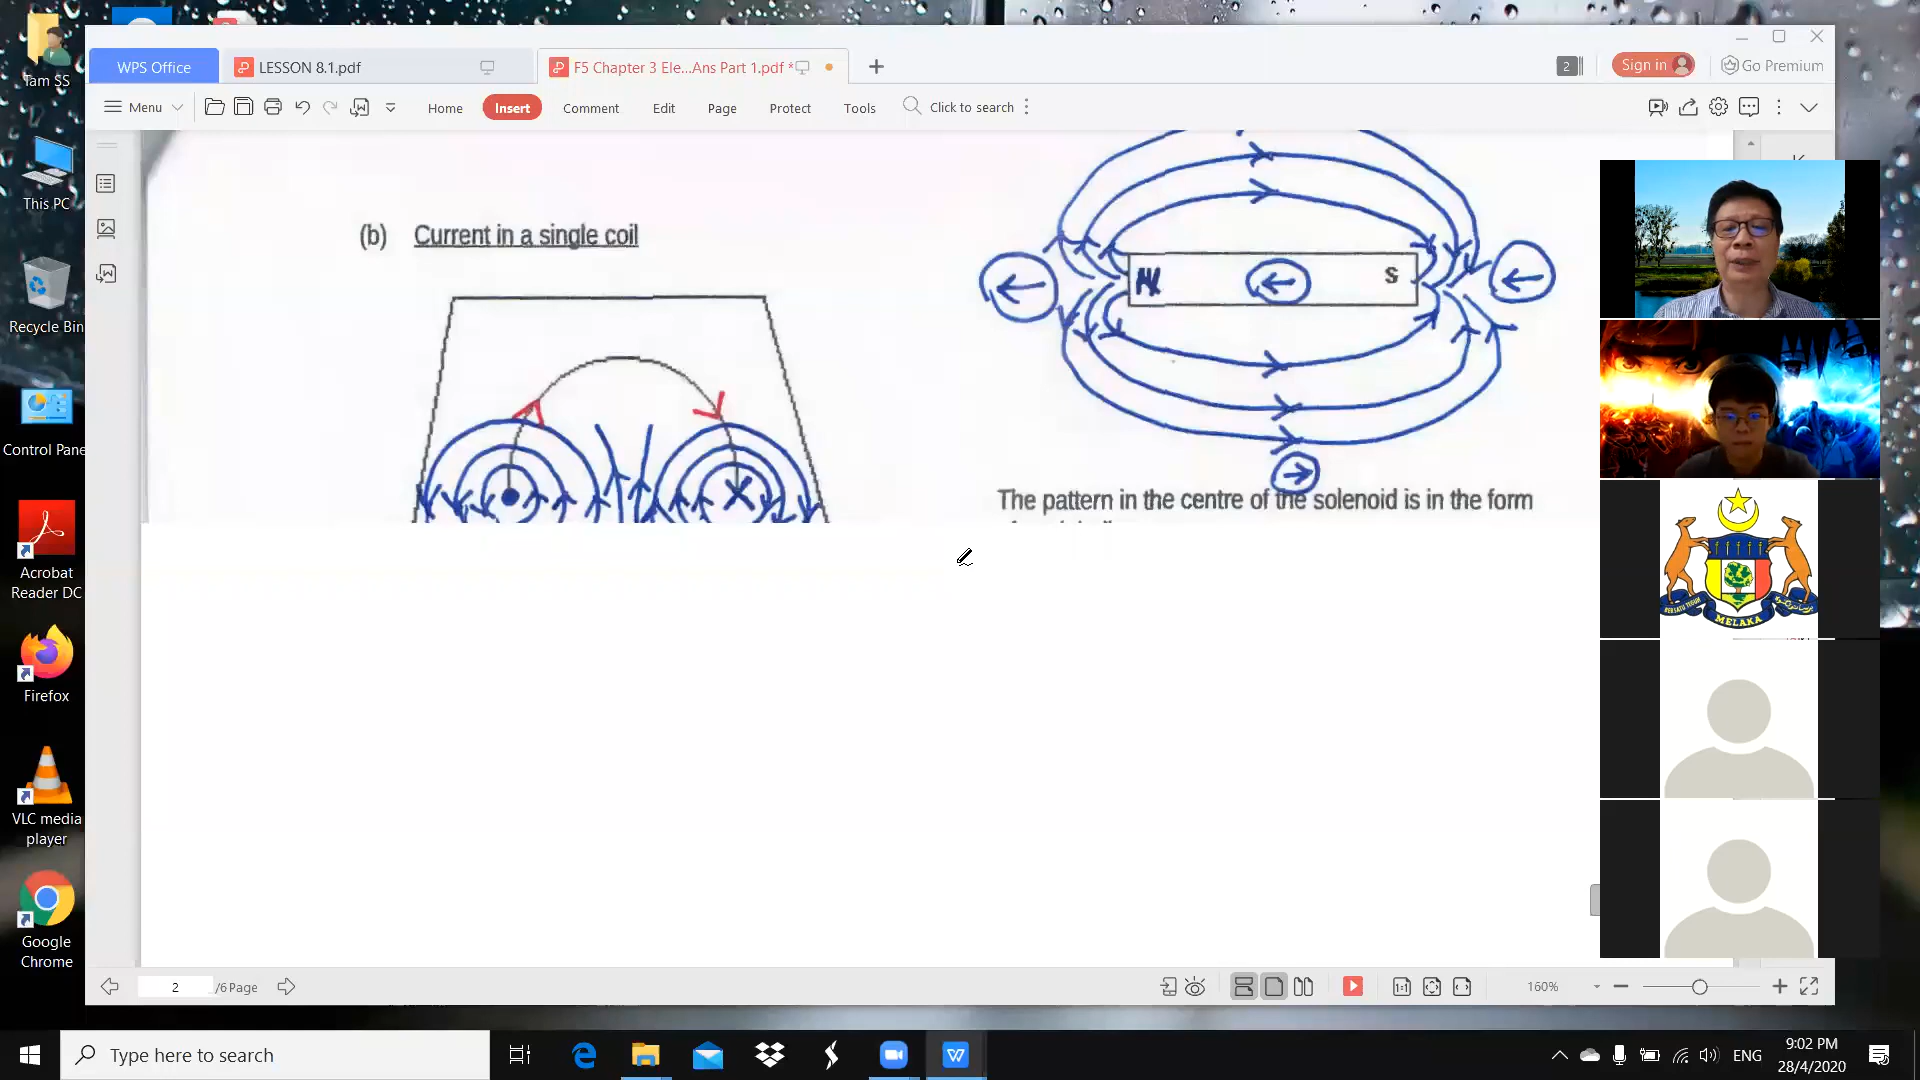 Tam SS
This PC
Recycle Bin
Control Pane
Acrobat
Reader DC
Firefox
VLC media
player
Google
Chrome
WPS Office
LESSON 8.1.pdf
F5 Chapter 3 Ele...Ans Part 1.pdf *
2
Sign in
Go Premium
Menu
Home
Insert
Comment
Edit
Page
Protect
Tools
Click to search
(b) Current in a single coil
N
S
The pattern in the centre of the solenoid is in the form
BERSATU TEGUH
MELAKA
2
/6 Page
1:1
160%
Type here to search
ENG
9:02 PM
28/4/2020